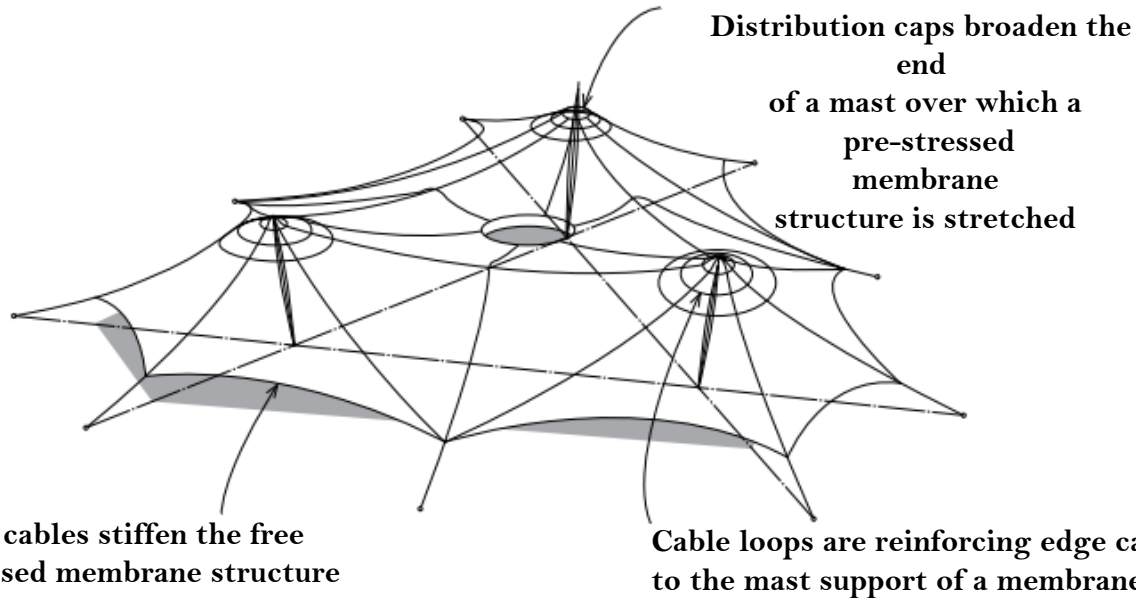 Distribution caps broaden the
end
of a mast over which a
pre-stressed
membrane
structure is stretched
cables stiffen the free
sed membrane structure
Cable loops are reinforcing edge ca
to the mast support of a membrane